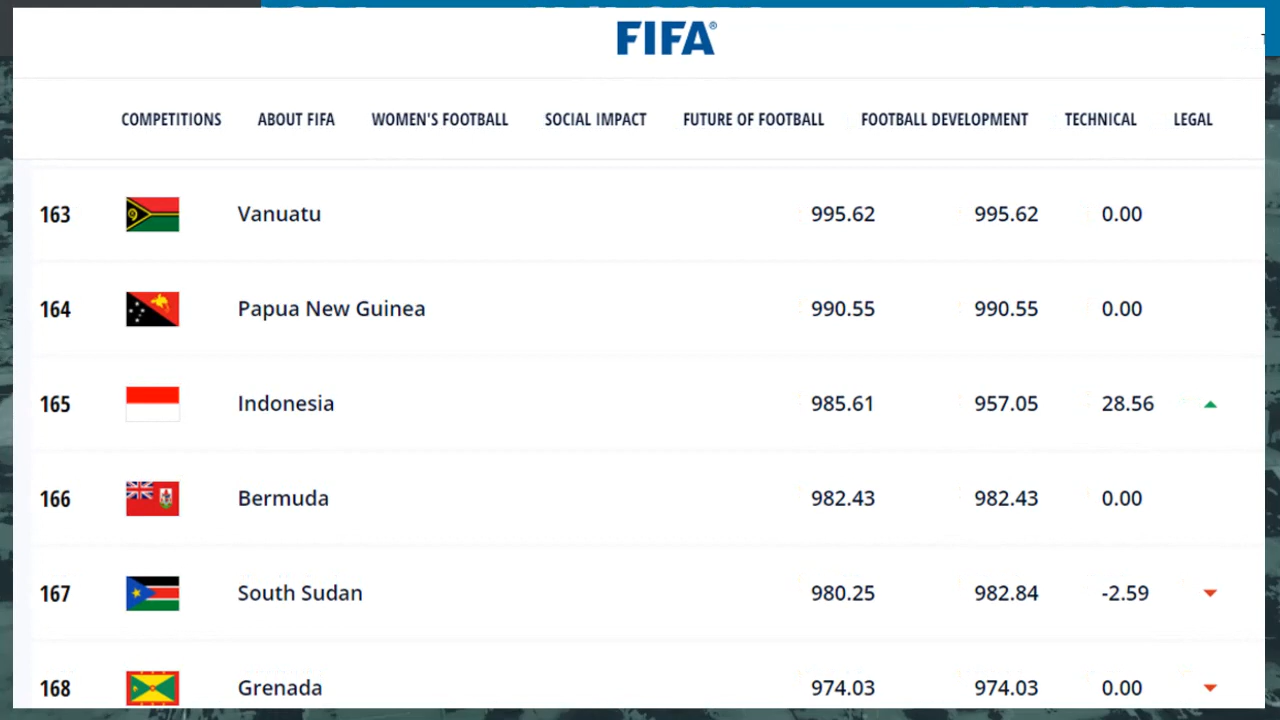 FIFA®
COMPETITIONS ABOUT FIFA WOMEN'S FOOTBALL SOCIAL IMPACT FUTURE OF FOOTBALL FOOTBALL DEVELOPMENT TECHNICAL LEGAL
163 Vanuatu 995.62 995.62 0.00
164 Papua New Guinea 990.55 990.55 0.00
165 Indonesia 985.61 957.05 28.56
166 Bermuda 982.43 982.43 0.00
167 South Sudan 980.25 982.84 -2.59
168 Grenada 974.03 974.03 0.00